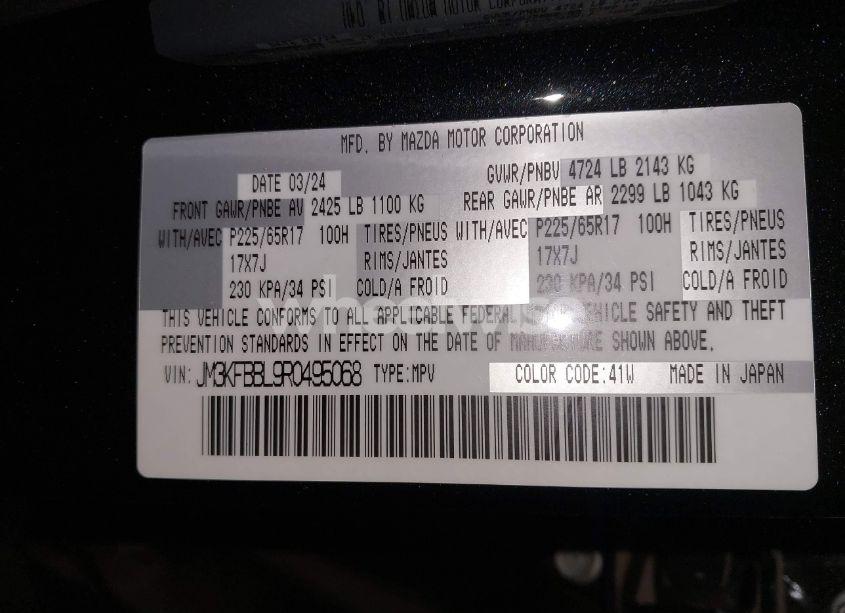 MFD. BY MAZDA MOTOR CORPORATION
DATE 03/24 GVWR/PNBV 4724 LB 2143 KG
FRONT GAWR/PNBE AV 2425 LB 1100 KG REAR GAWR/PNBE AR 2299 LB 1043 KG
WITH/AVEC P225/65R17 100H TIRES/PNEUS WITH/AVEC P225/65R17 100H TIRES/PNEUS
17X7J RIMS/JANTES 17X7J RIMS/JANTES
230 KPA/34 PSI COLD/A FROID 230 KPA/34 PSI COLD/A FROID
THIS VEHICLE CONFORMS TO ALL APPLICABLE FEDERAL VEHICLE SAFETY AND THEFT
PREVENTION STANDARDS IN EFFECT ON THE DATE OF MANUFACTURE SHOWN ABOVE.
VIN: JM3KFBBL9R0495068 TYPE:MPV COLOR CODE:41W MADE IN JAPAN